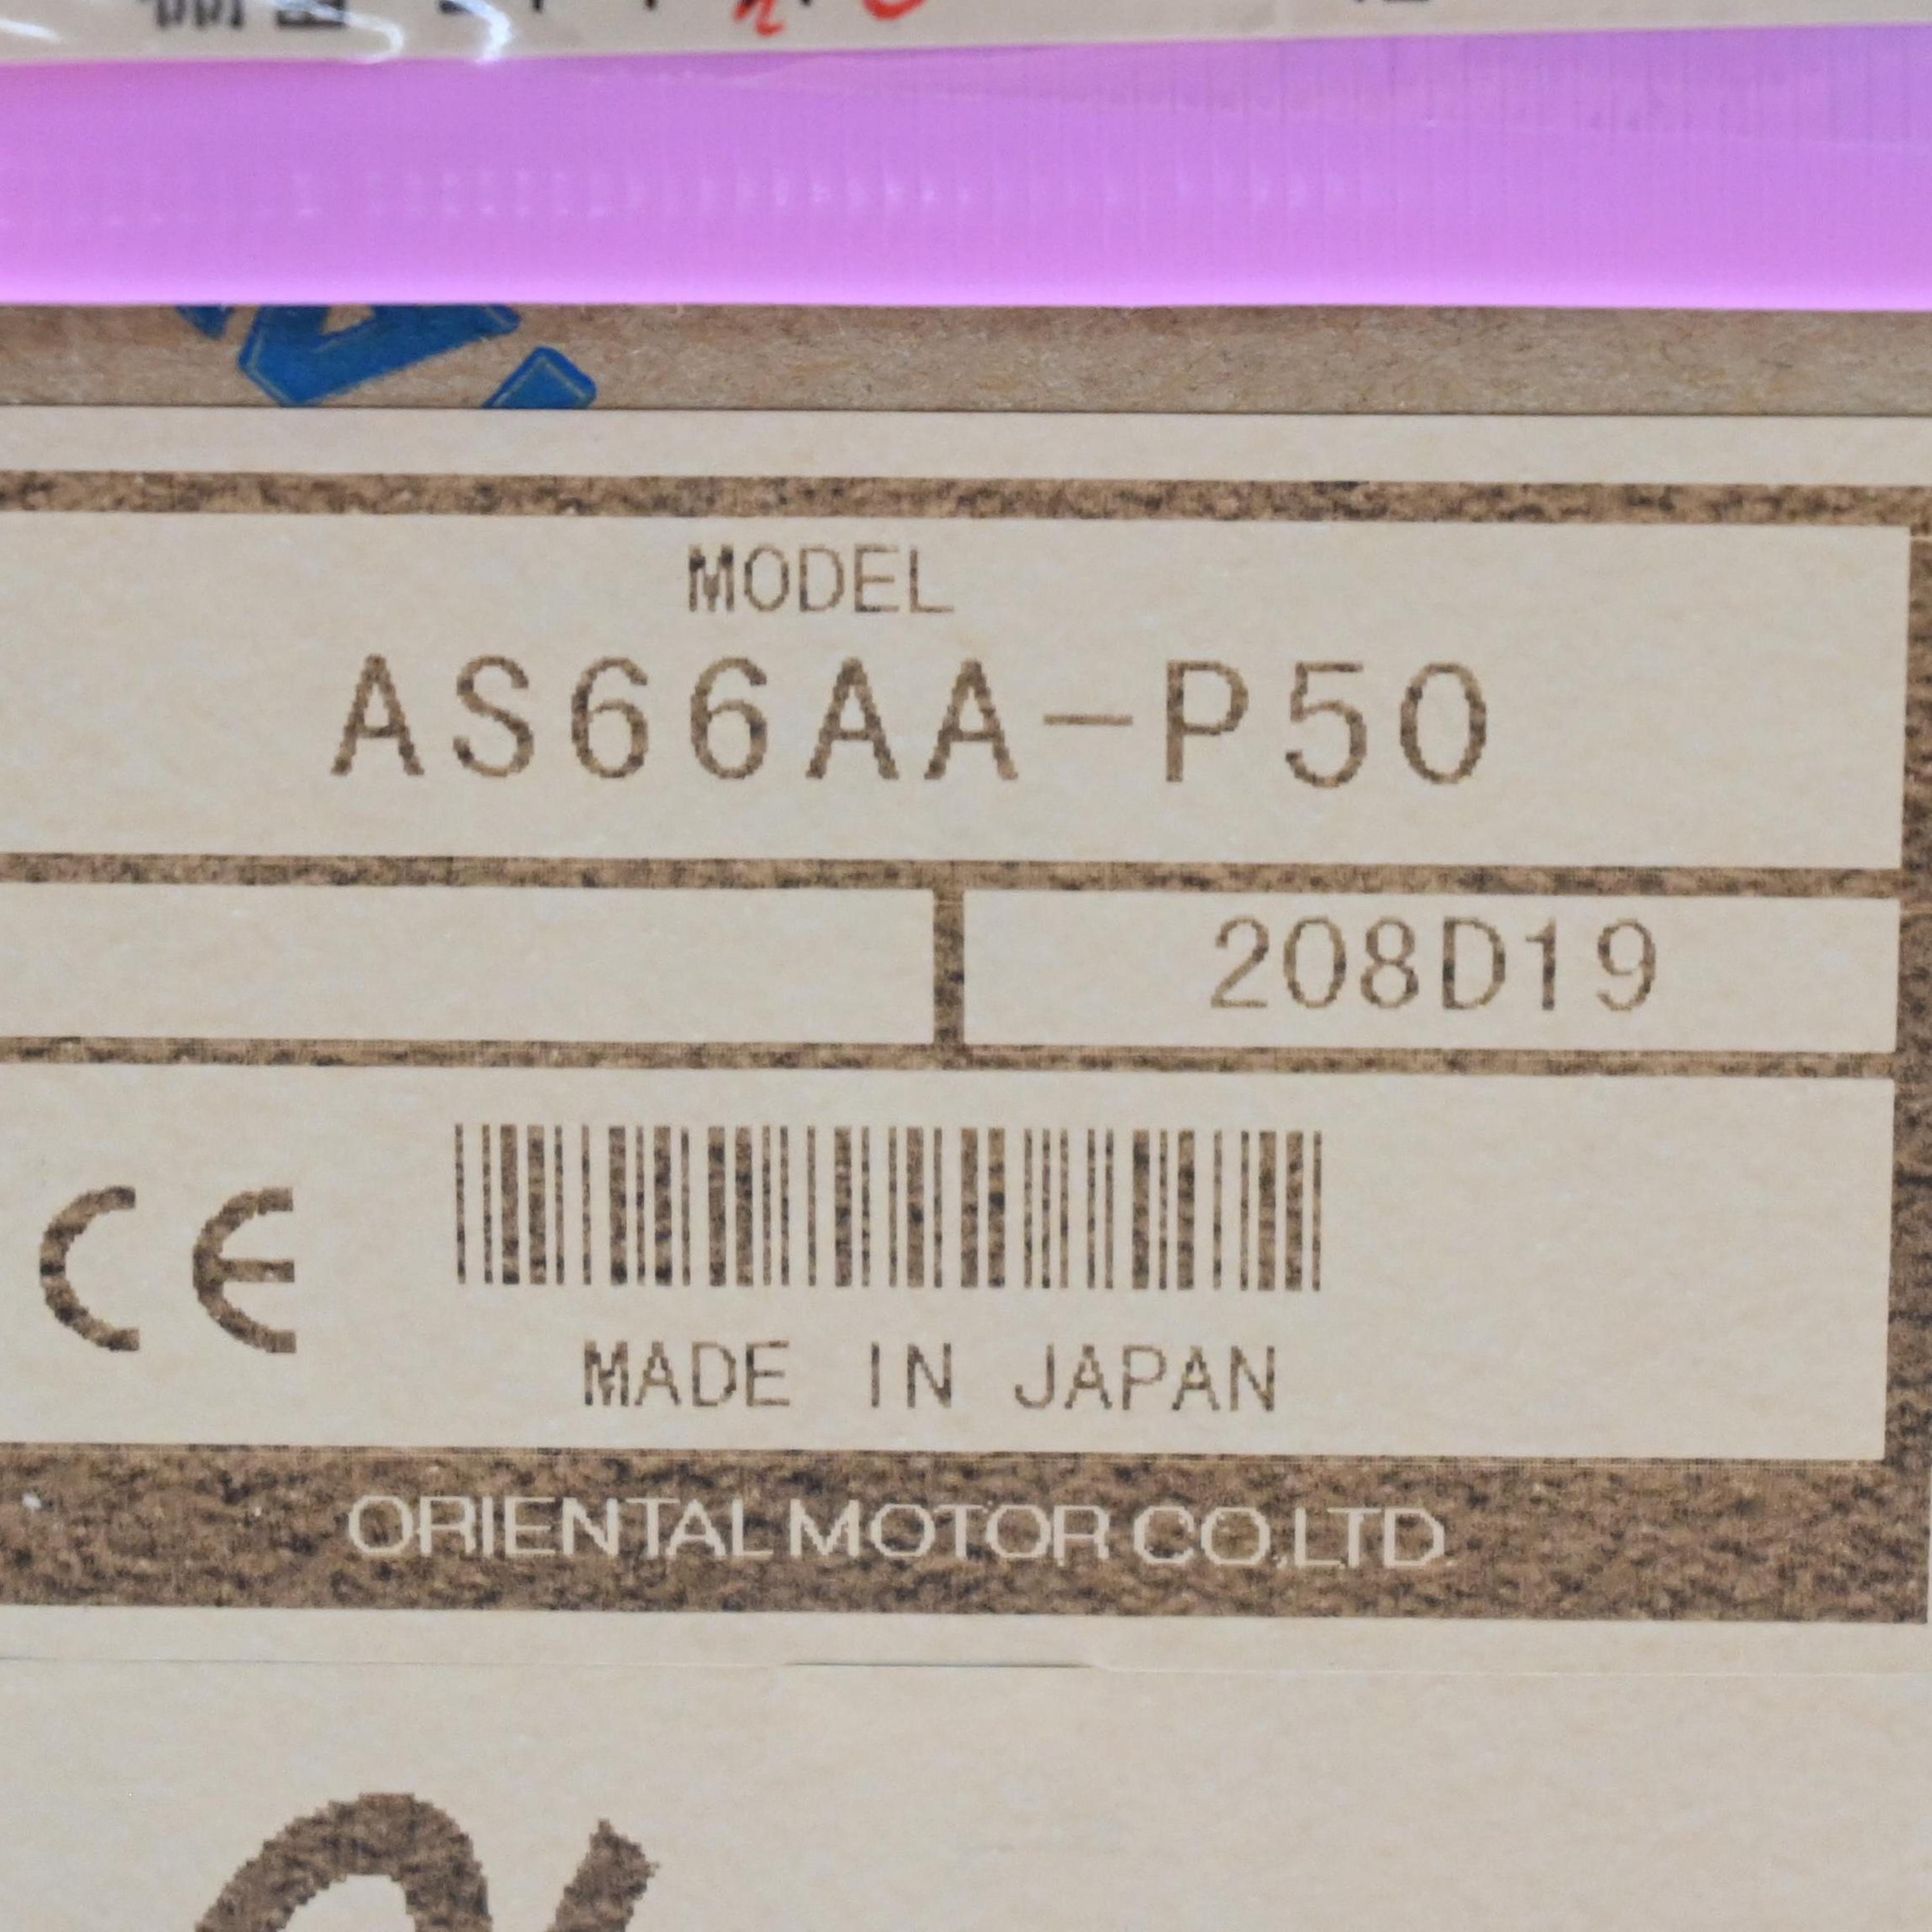 MODEL
AS66AA-P50
208D19
CE
MADE IN JAPAN
ORIENTAL MOTOR CO.,LTD.
α